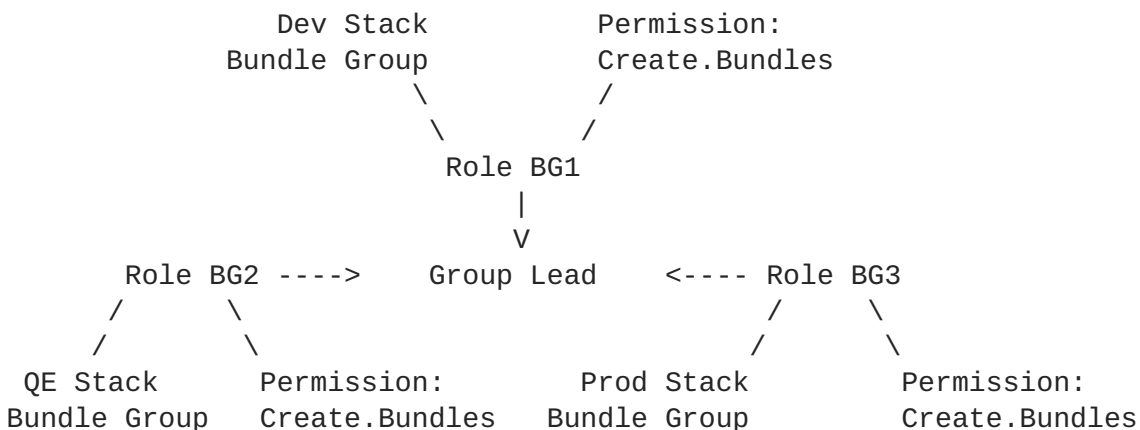 Dev Stack Permission:
Bundle Group Create.Bundles
\ /
\ /
Role BG1
|
V
Role BG2 ----> Group Lead <---- Role BG3
/ \ / \
/ \ / \
QE Stack Permission: Prod Stack Permission:
Bundle Group Create.Bundles Bundle Group Create.Bundles